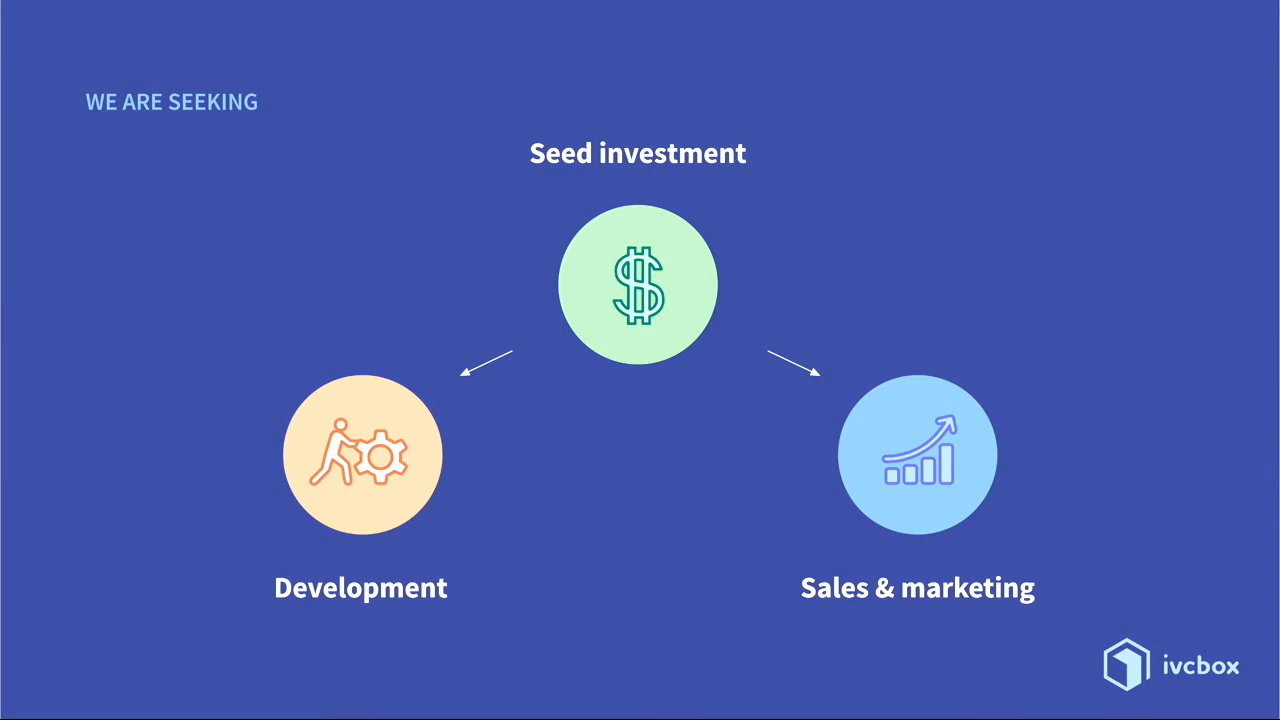 WE ARE SEEKING
Seed investment
Development
Sales & marketing
ivcbox